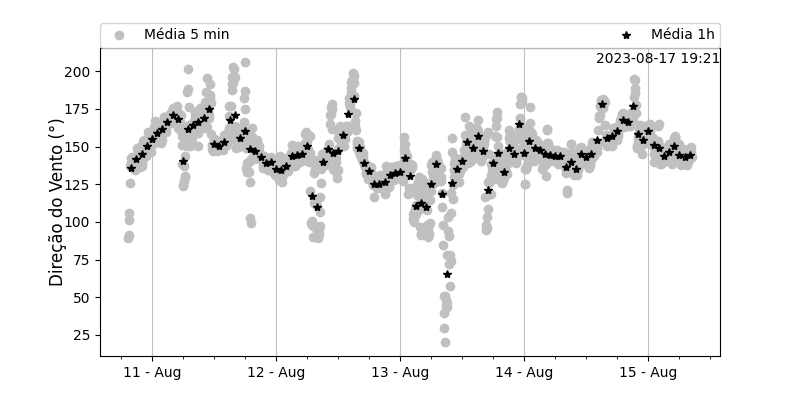 Média 5 min
Média 1h
2023-08-17 19:21
Direção do Vento (°)
200
175
150
125
100
75
50
25
11 - Aug
12 - Aug
13 - Aug
14 - Aug
15 - Aug